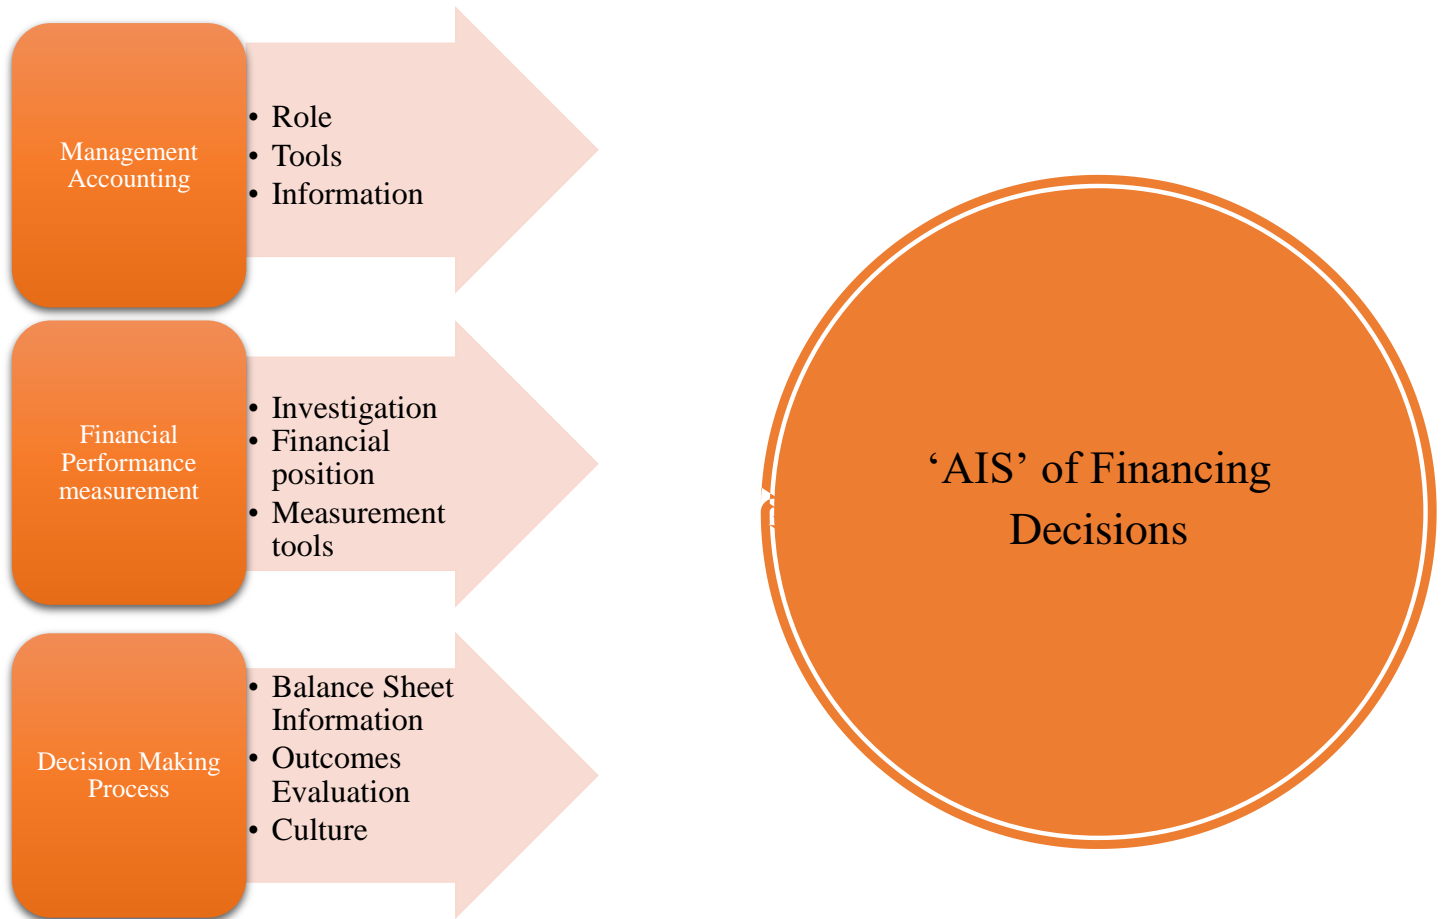 Management
Accounting
• Role
• Tools
• Information
Financial
Performance
measurement
• Investigation
• Financial
position
• Measurement
tools
Decision Making
Process
• Balance Sheet
Information
• Outcomes
Evaluation
• Culture
‘AIS’ of Financing
Decisions